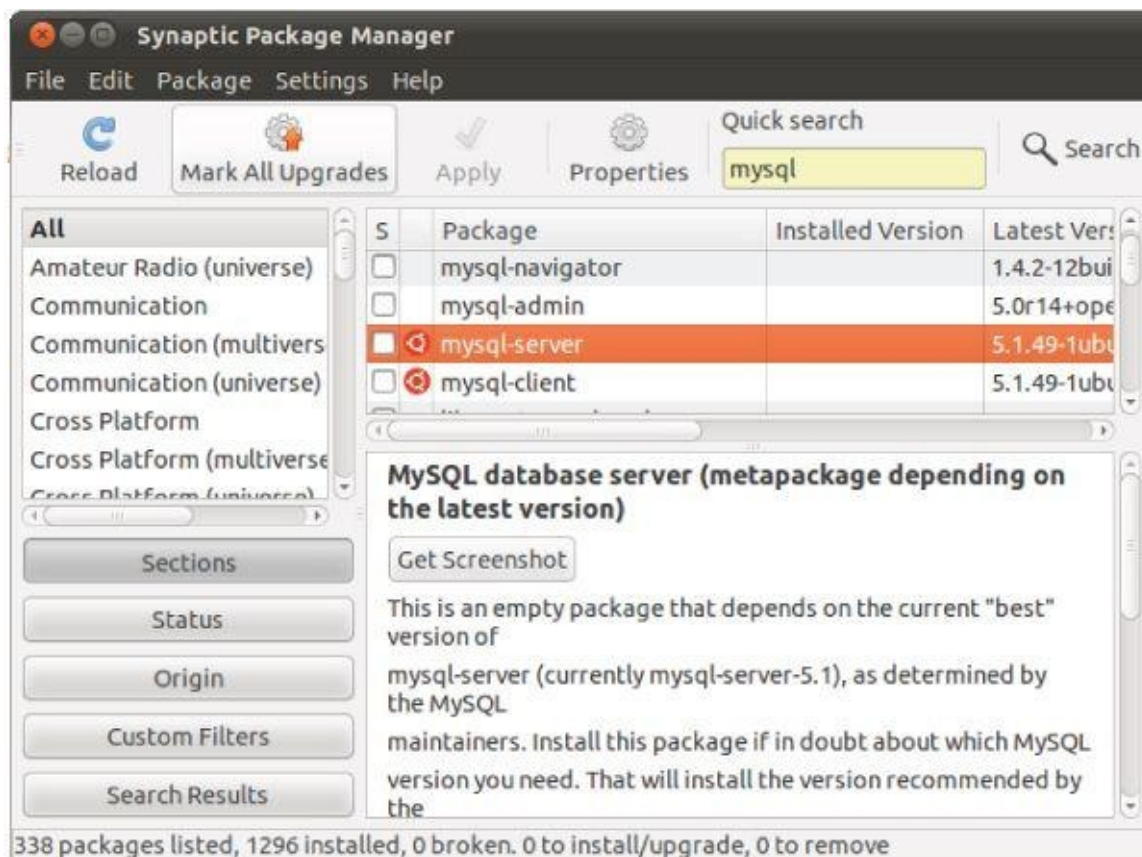 Synaptic Package Manager
File Edit Package Settings Help
Reload
Mark All Upgrades
Apply
Properties
Quick search
mysql
Search
All
Amateur Radio (universe)
Communication
Communication (multivers
Communication (universe)
Cross Platform
Cross Platform (multiverse
Cross Platform (universe)
Sections
Status
Origin
Custom Filters
Search Results
S Package Installed Version Latest Vers
mysql-navigator 1.4.2-12bui
mysql-admin 5.0r14+ope
mysql-server 5.1.49-1ubu
mysql-client 5.1.49-1ubu
MySQL database server (metapackage depending on
the latest version)
Get Screenshot
This is an empty package that depends on the current "best"
version of
mysql-server (currently mysql-server-5.1), as determined by
the MySQL
maintainers. Install this package if in doubt about which MySQL
version you need. That will install the version recommended by
the
338 packages listed, 1296 installed, 0 broken. 0 to install/upgrade, 0 to remove